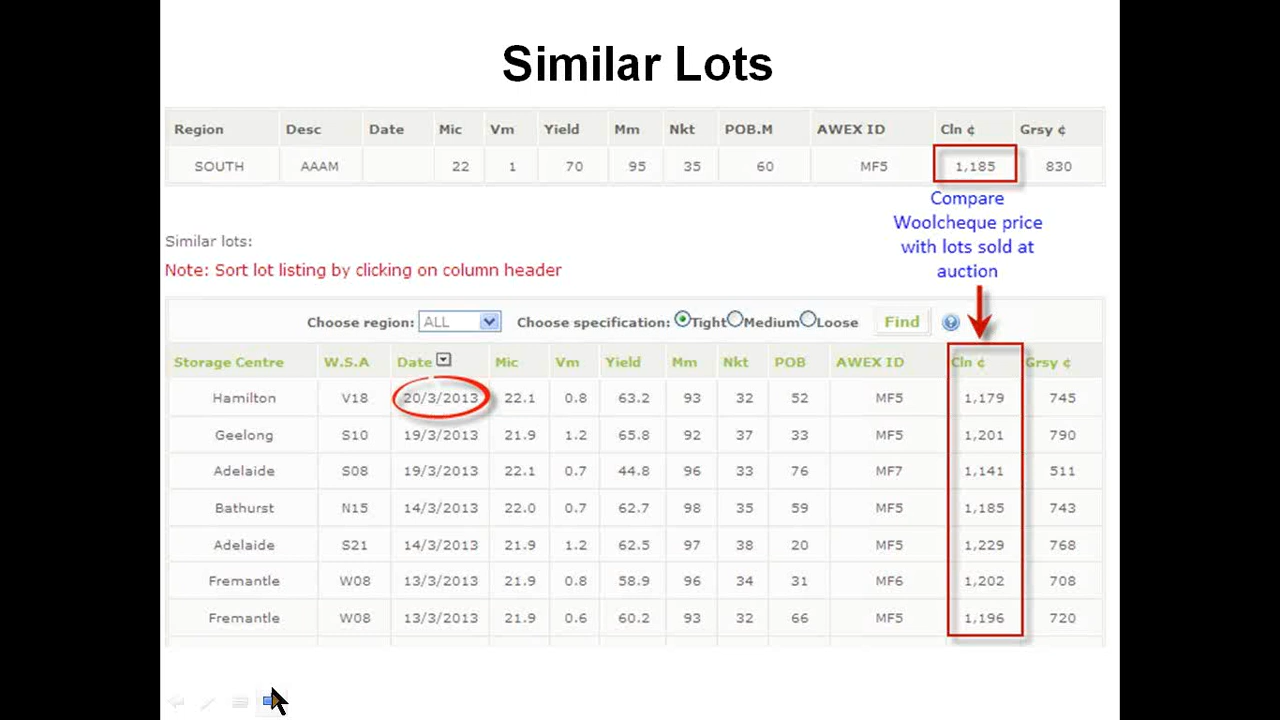 Similar Lots
Region Desc Date Mic Vm Yield Mm Nkt POB.M AWEX ID Cln ¢ Grsy ¢
SOUTH AAAM 22 1 70 95 35 60 MF5 1,185 830
Compare
Woolcheque price
with lots sold at
auction
Similar lots:
Note: Sort lot listing by clicking on column header
Choose region: ALL Choose specification: Tight Medium Loose Find ?
Storage Centre W.S.A Date Mic Vm Yield Mm Nkt POB AWEX ID Cln ¢ Grsy ¢
Hamilton V18 20/3/2013 22.1 0.8 63.2 93 32 52 MF5 1,179 745
Geelong S10 19/3/2013 21.9 1.2 65.8 92 37 33 MF5 1,201 790
Adelaide S08 19/3/2013 22.1 0.7 44.8 96 33 76 MF7 1,141 511
Bathurst N15 14/3/2013 22.0 0.7 62.7 98 35 59 MF5 1,185 743
Adelaide S21 14/3/2013 21.9 1.2 62.5 97 38 20 MF5 1,229 768
Fremantle W08 13/3/2013 21.9 0.8 58.9 96 34 31 MF6 1,202 708
Fremantle W08 13/3/2013 21.9 0.6 60.2 93 32 66 MF5 1,196 720